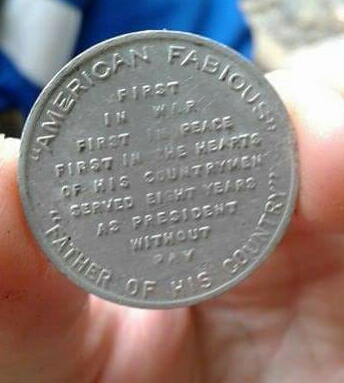 "AMERICAN FABIOUS"
FIRST
IN WAR
FIRST IN PEACE
FIRST IN THE HEARTS
OF HIS COUNTRYMEN
SERVED EIGHT YEARS
AS PRESIDENT
WITHOUT
PAY
"FATHER OF HIS COUNTRY"